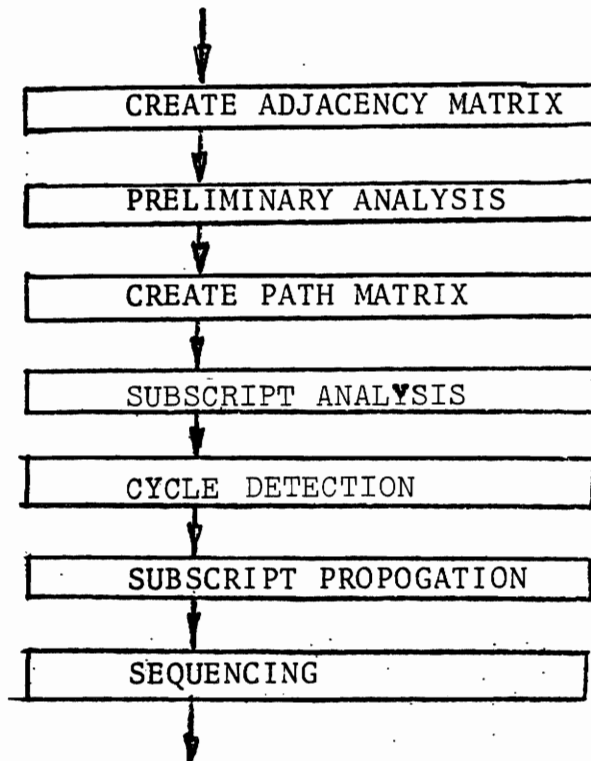 CREATE ADJACENCY MATRIX
PRELIMINARY ANALYSIS
CREATE PATH MATRIX
SUBSCRIPT ANALYSIS
CYCLE DETECTION
SUBSCRIPT PROPOGATION
SEQUENCING